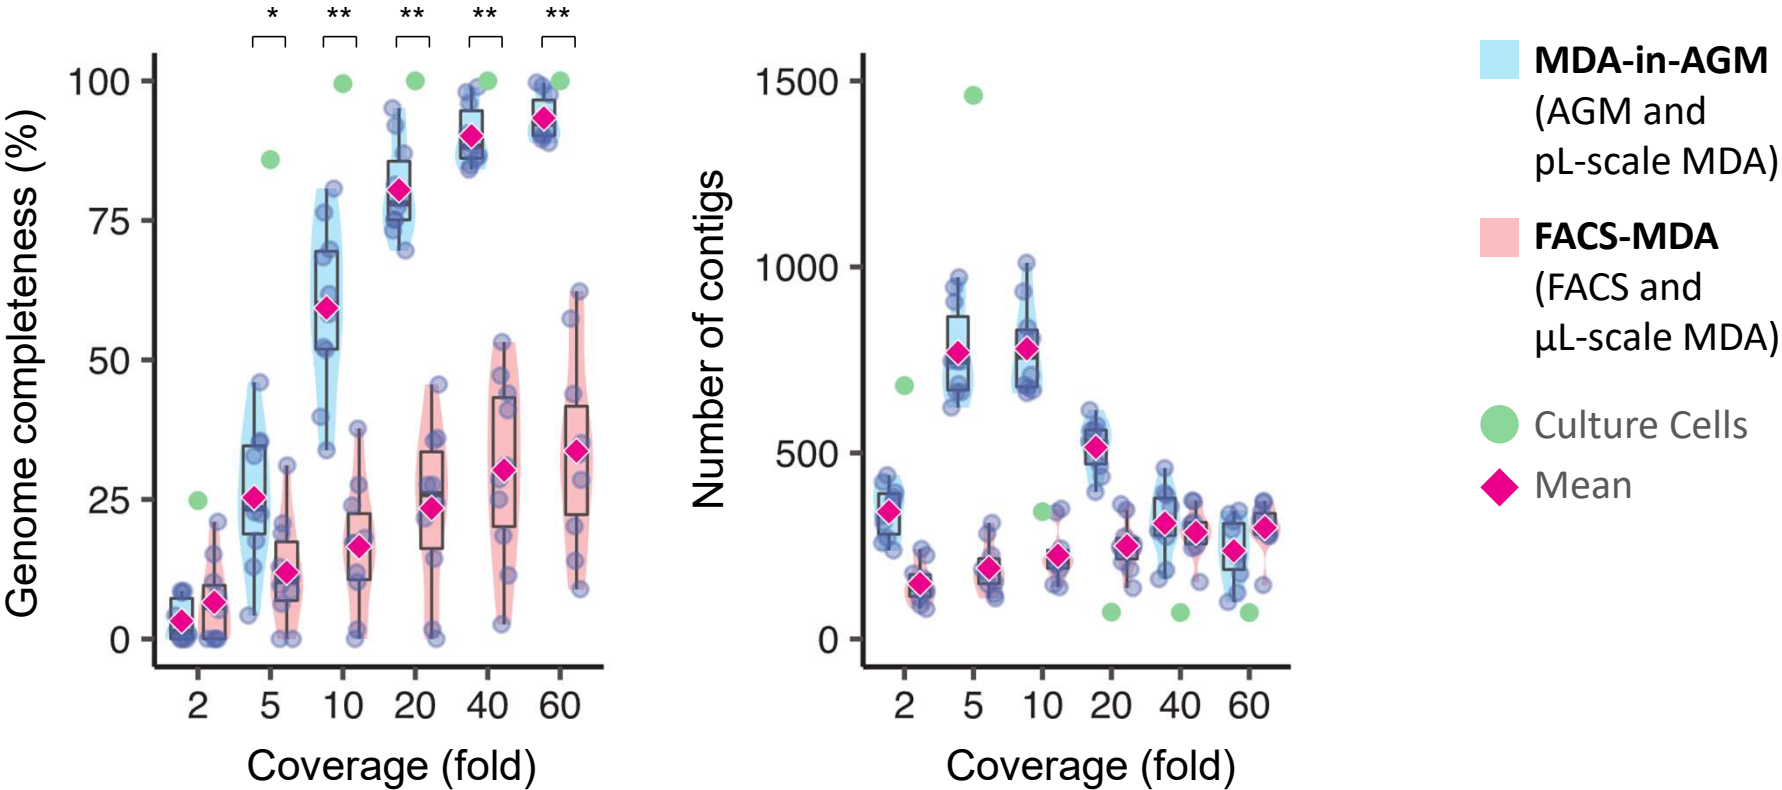 * ** ** ** **
Genome completeness (%)
100
75
50
25
0
2 5 10 20 40 60
Coverage (fold)
Number of contigs
1500
1000
500
0
2 5 10 20 40 60
Coverage (fold)
MDA-in-AGM
(AGM and
pL-scale MDA)
FACS-MDA
(FACS and
µL-scale MDA)
Culture Cells
Mean